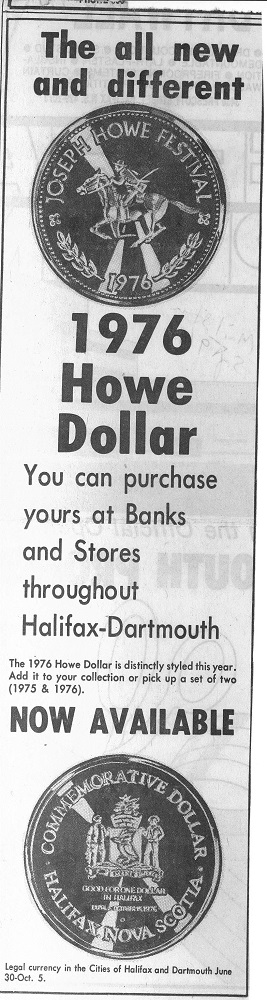 The all new
and different
JOSEPH HOWE FESTIVAL
1976
1976
Howe
Dollar
You can purchase
yours at Banks
and Stores
throughout
Halifax-Dartmouth
The 1976 Howe Dollar is distinctly styled this year.
Add it to your collection or pick up a set of two
(1975 & 1976).
NOW AVAILABLE
COMMEMORATIVE DOLLAR
GOOD FOR ONE DOLLAR
IN HALIFAX
HALIFAX, NOVA SCOTIA
Legal currency in the Cities of Halifax and Dartmouth June
30-Oct. 5.